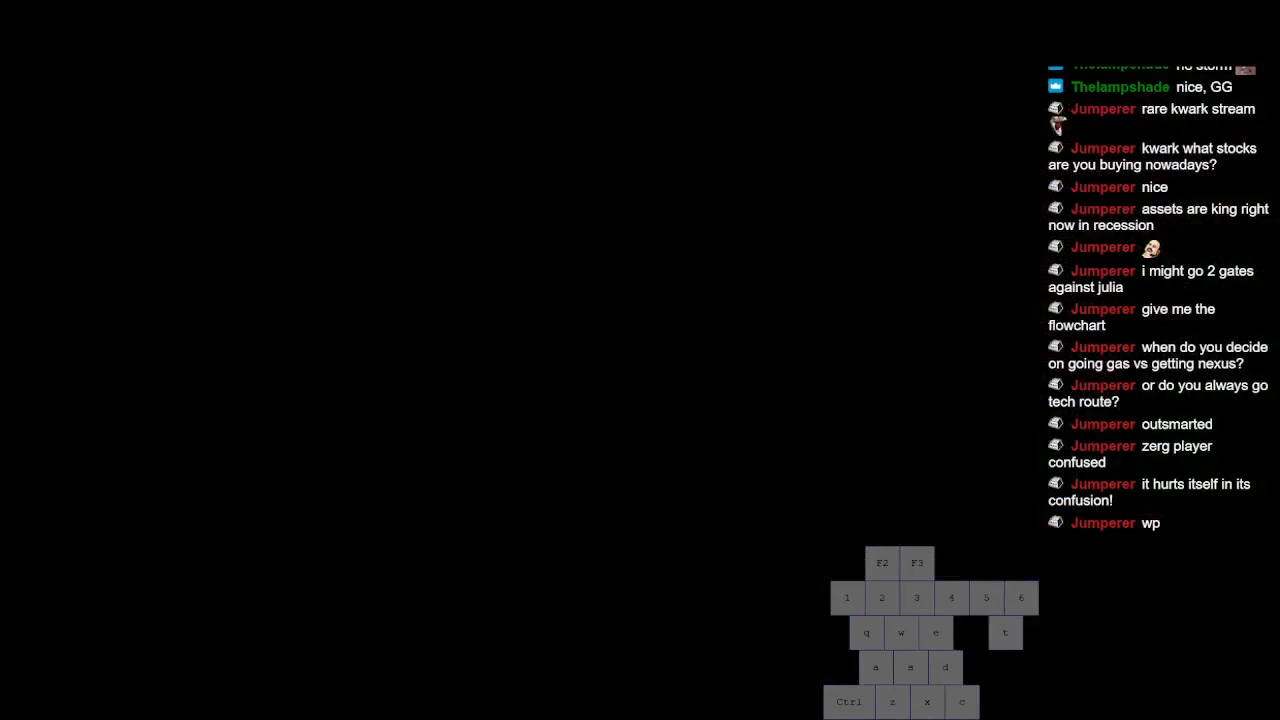 Thelampshade no storm
Thelampshade nice, GG
Jumperer rare kwark stream
Jumperer kwark what stocks
are you buying nowadays?
Jumperer nice
Jumperer assets are king right
now in recession
Jumperer
Jumperer i might go 2 gates
against julia
Jumperer give me the
flowchart
Jumperer when do you decide
on going gas vs getting nexus?
Jumperer or do you always go
tech route?
Jumperer outsmarted
Jumperer zerg player
confused
Jumperer it hurts itself in its
confusion!
Jumperer wp
F2 F3
1 2 3 4 5 6
q w e t
a s d
Ctrl z x c